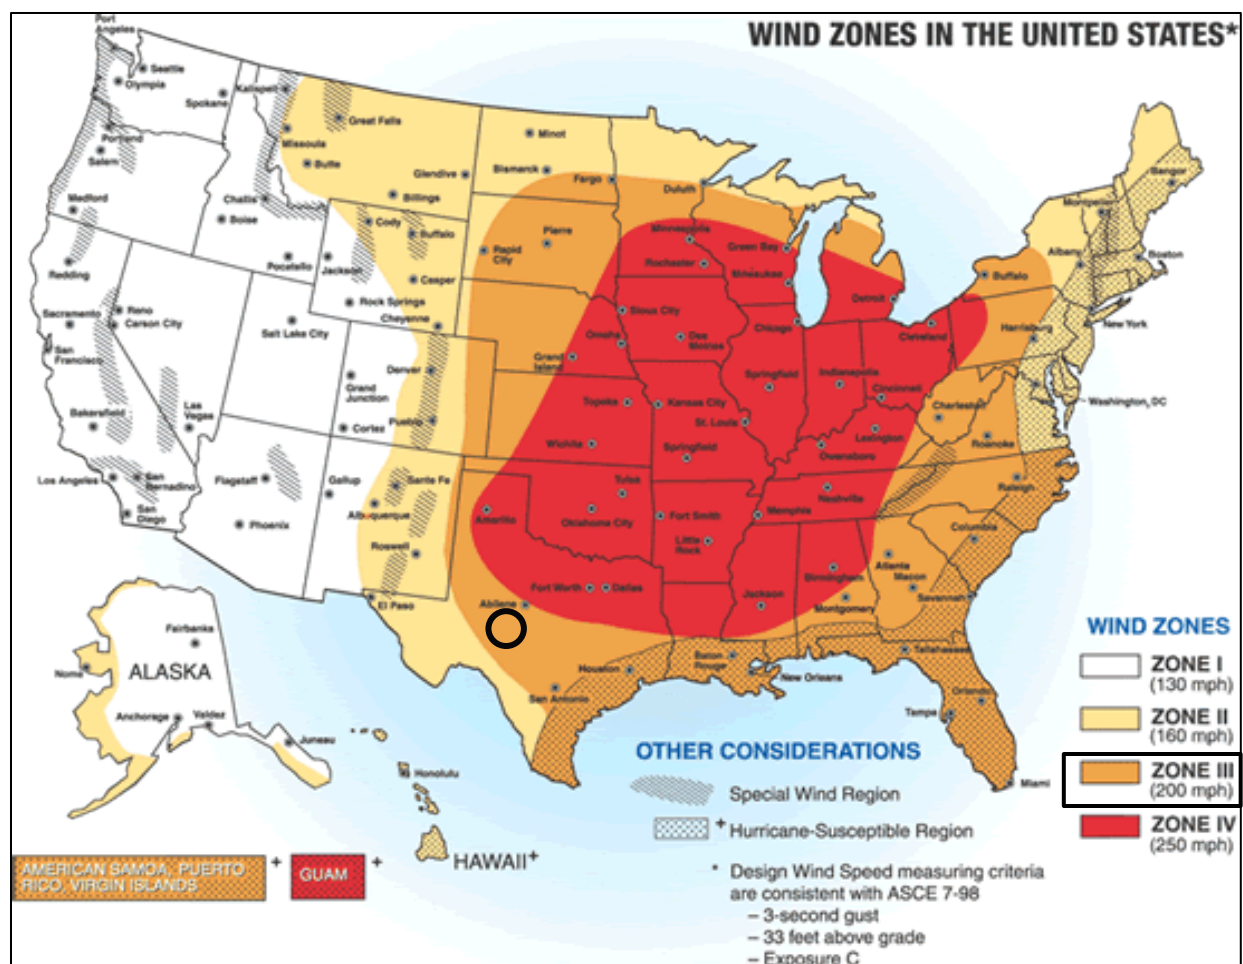 WIND ZONES IN THE UNITED STATES*
Port
Angeles
Seattle
Olympia
Spokane
Kalispell
Great Falls
Missoula
Butte
Glendive
Billings
Minot
Bismarck
Fargo
Duluth
Portland
Salem
Medford
Challis
Boise
Pocatello
Jackson
Cody
Buffalo
Casper
Rock Springs
Cheyenne
Rapid
City
Pierre
Minneapolis
Rochester
Green Bay
Milwaukee
Detroit
Buffalo
Albany
Montpelier
Bangor
Boston
New York
Harrisburg
Washington, DC
Redding
Sacramento
Reno
Carson City
San
Francisco
Salt Lake City
Grand
Junction
Denver
Pueblo
Cortez
Sioux City
Omaha
Grand
Island
Des
Moines
Chicago
Cleveland
Springfield
Indianapolis
Cincinnati
Charleston
Roanoke
Bakersfield
Las
Vegas
Topeka
Kansas City
St. Louis
Lexington
Owensboro
Wichita
Springfield
Los Angeles
San
Bernadino
San
Diego
Flagstaff
Phoenix
Gallup
Sante Fe
Albuquerque
Roswell
El Paso
Amarillo
Tulsa
Oklahoma City
Fort Smith
Little
Rock
Memphis
Nashville
Raleigh
Columbia
Atlanta
Macon
Savannah
Birmingham
Montgomery
Jackson
Fort Worth
Dallas
Abilene
Houston
San Antonio
Baton
Rouge
New Orleans
Tallahassee
Orlando
Tampa
Miami
Fairbanks
ALASKA
Nome
Anchorage
Valdez
Juneau
Honolulu
HAWAII+
AMERICAN SAMOA, PUERTO
RICO, VIRGIN ISLANDS
+
GUAM
+
WIND ZONES
ZONE I
(130 mph)
ZONE II
(160 mph)
ZONE III
(200 mph)
ZONE IV
(250 mph)
OTHER CONSIDERATIONS
Special Wind Region
+ Hurricane-Susceptible Region
* Design Wind Speed measuring criteria
are consistent with ASCE 7-98
– 3-second gust
– 33 feet above grade
– Exposure C